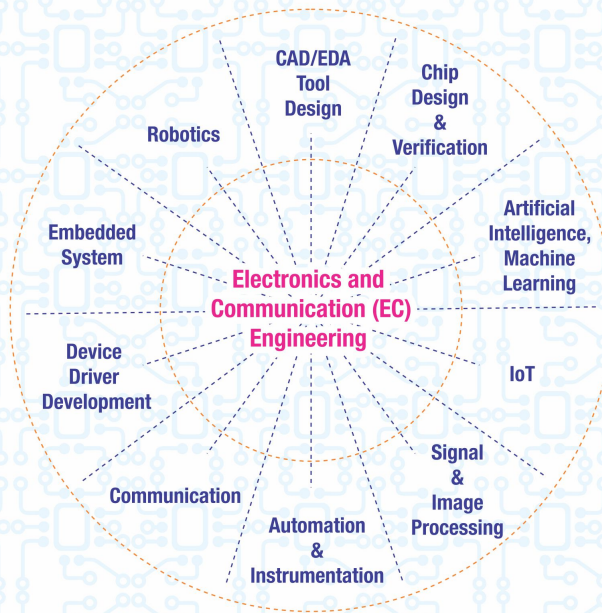 CAD/EDA
Tool
Design
Chip
Design
&
Verification
Artificial
Intelligence,
Machine
Learning
IoT
Signal
&
Image
Processing
Automation
&
Instrumentation
Communication
Device
Driver
Development
Embedded
System
Robotics
Electronics and
Communication (EC)
Engineering